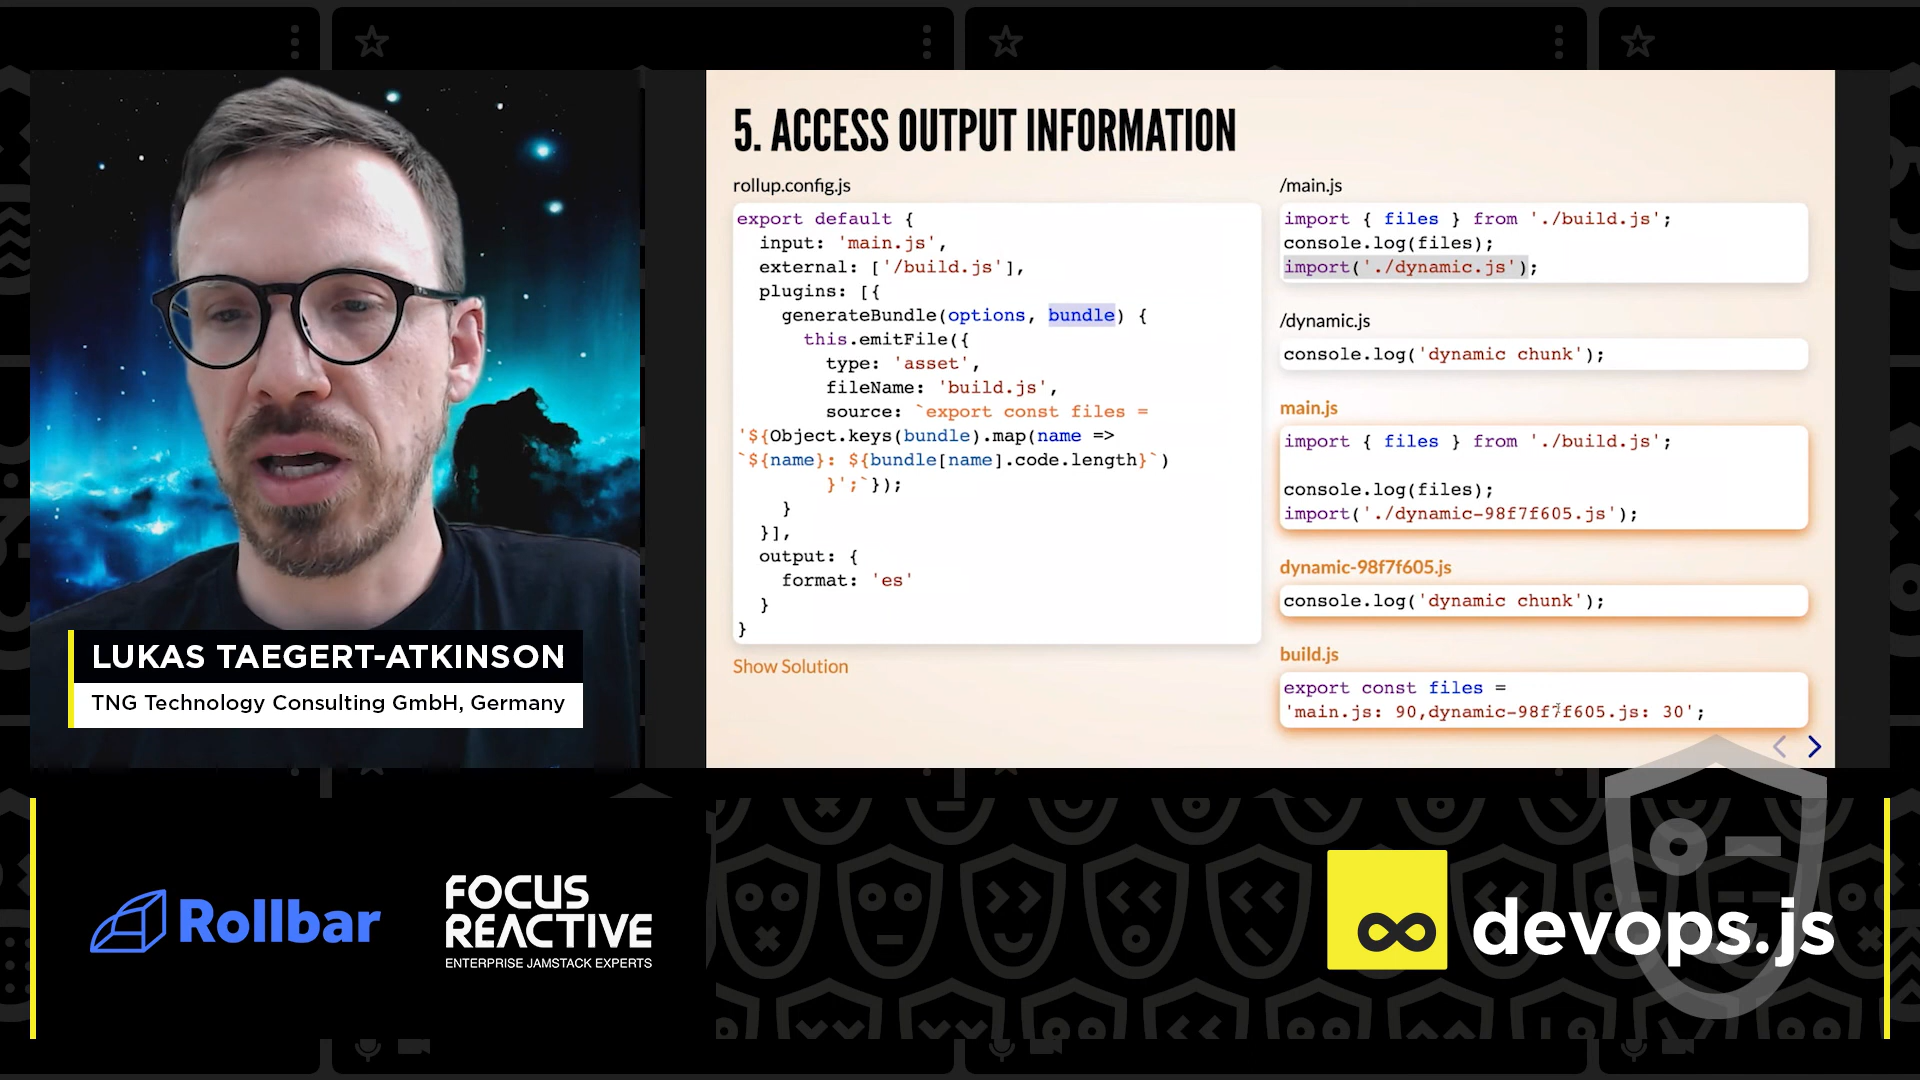 5. ACCESS OUTPUT INFORMATION
rollup.config.js
export default {
  input: 'main.js',
  external: ['/build.js'],
  plugins: [{
    generateBundle(options, bundle) {
      this.emitFile({
        type: 'asset',
        fileName: 'build.js',
        source: `export const files =
'${Object.keys(bundle).map(name =>
`${name}: ${bundle[name].code.length}`)
        }';`});
    }
  }],
  output: {
    format: 'es'
  }
}
Show Solution
/main.js
import { files } from './build.js';
console.log(files);
import('./dynamic.js');
/dynamic.js
console.log('dynamic chunk');
main.js
import { files } from './build.js';
console.log(files);
import('./dynamic-98f7f605.js');
dynamic-98f7f605.js
console.log('dynamic chunk');
build.js
export const files =
'main.js: 90,dynamic-98f7f605.js: 30';
LUKAS TAEGERT-ATKINSON
TNG Technology Consulting GmbH, Germany
Rollbar
FOCUS
REACTIVE
ENTERPRISE JAMSTACK EXPERTS
devops.js